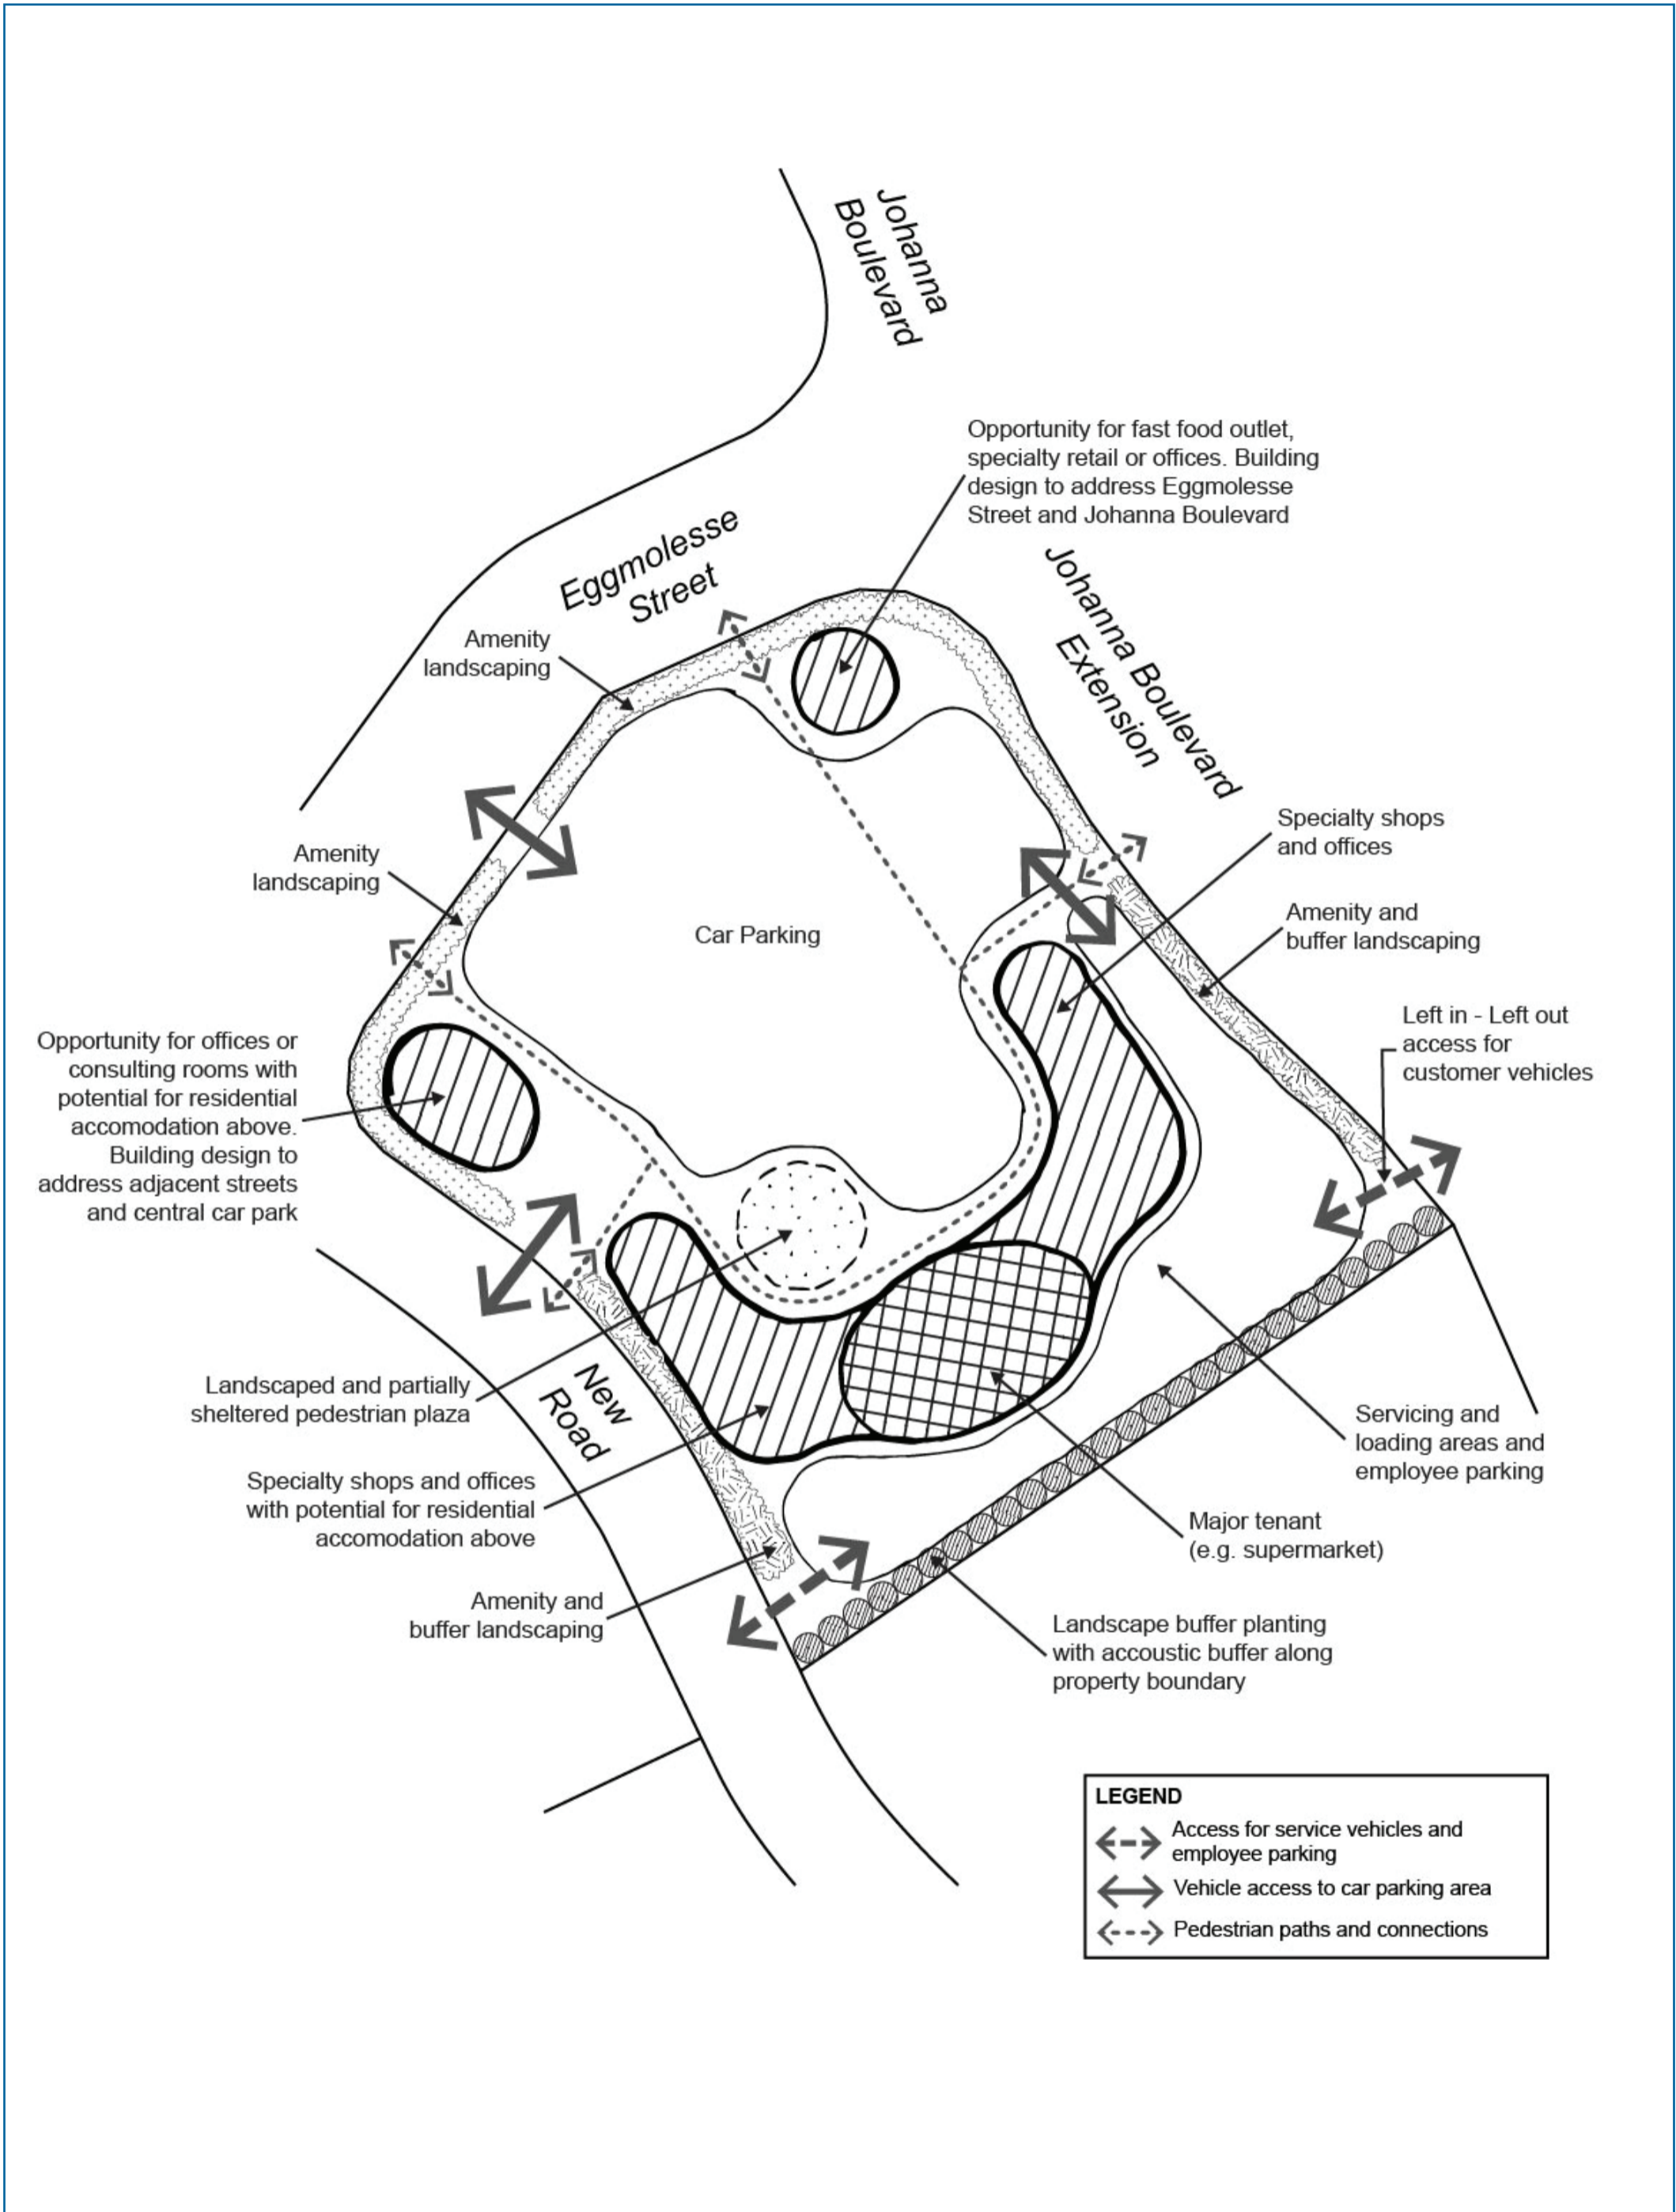 Johanna
Boulevard
Opportunity for fast food outlet,
specialty retail or offices. Building
design to address Eggmolesse
Street and Johanna Boulevard
Eggmolesse
Street
Johanna Boulevard
Extension
Amenity
landscaping
Specialty shops
and offices
Amenity
landscaping
Car Parking
Amenity and
buffer landscaping
Left in - Left out
access for
customer vehicles
Opportunity for offices or
consulting rooms with
potential for residential
accomodation above.
Building design to
address adjacent streets
and central car park
Landscaped and partially
sheltered pedestrian plaza
New
Road
Servicing and
loading areas and
employee parking
Specialty shops and offices
with potential for residential
accomodation above
Major tenant
(e.g. supermarket)
Amenity and
buffer landscaping
Landscape buffer planting
with accoustic buffer along
property boundary
LEGEND
Access for service vehicles and
employee parking
Vehicle access to car parking area
Pedestrian paths and connections